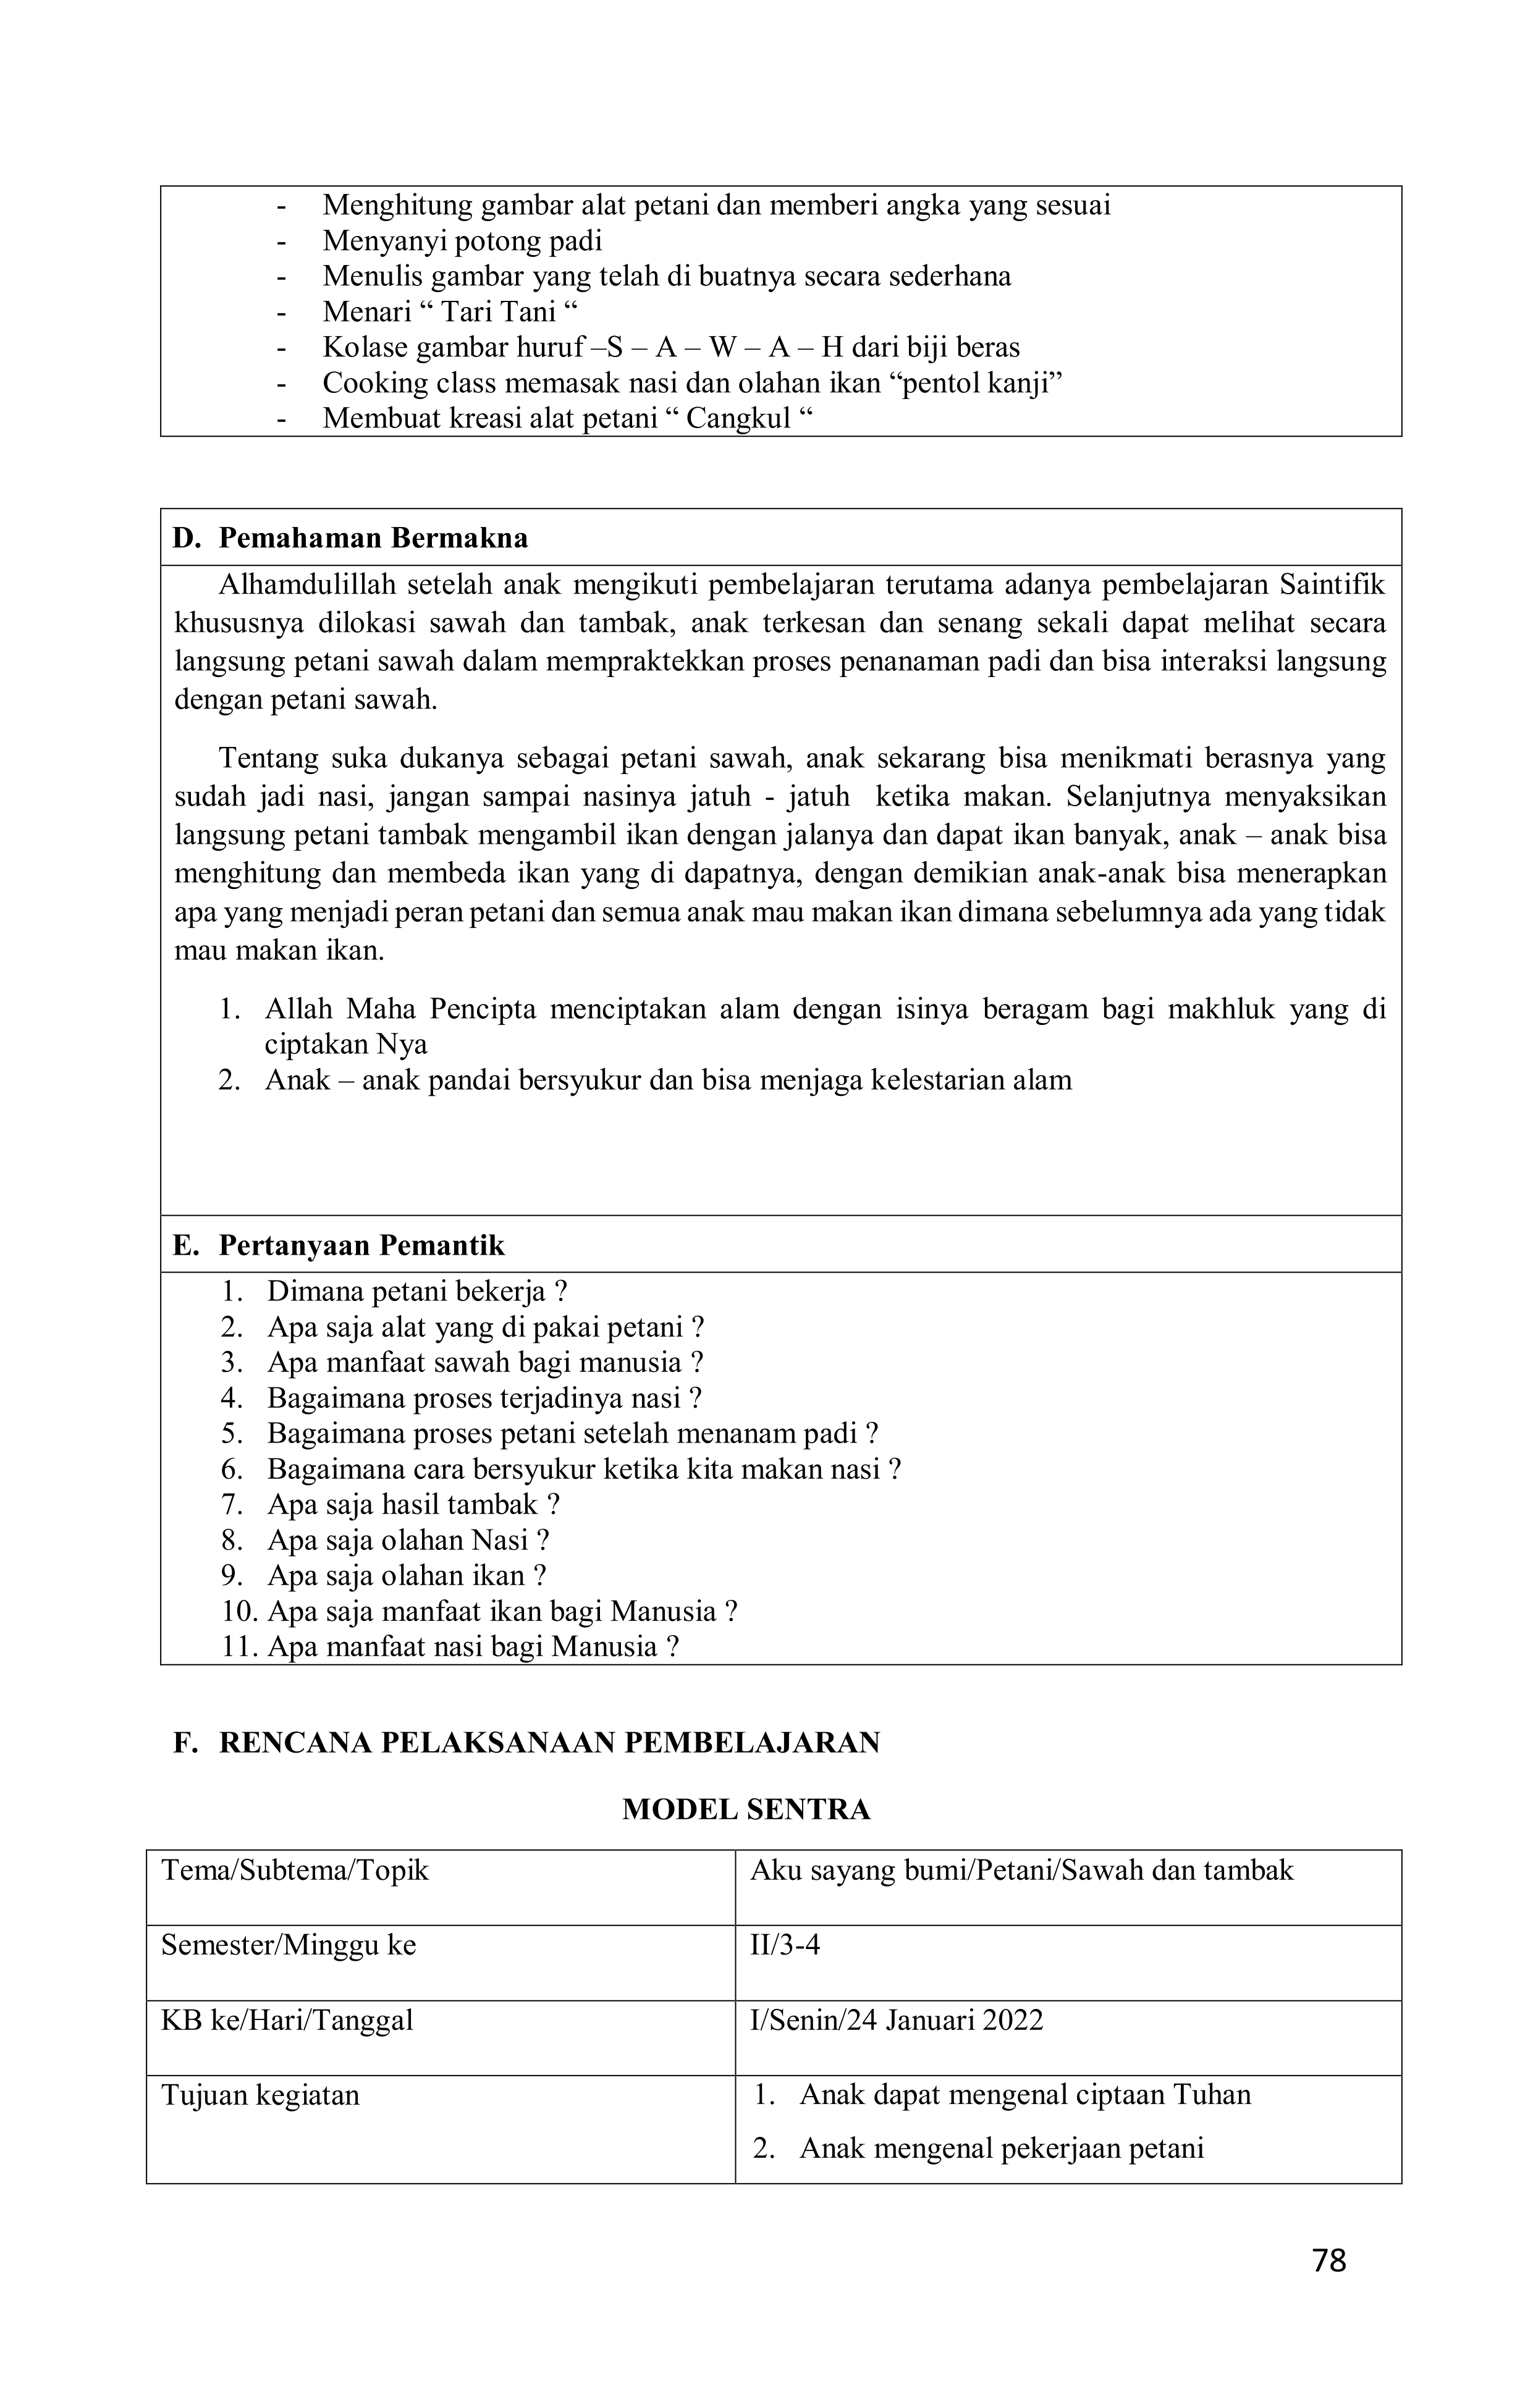 - Menghitung gambar alat petani dan memberi angka yang sesuai
- Menyanyi potong padi
- Menulis gambar yang telah di buatnya secara sederhana
- Menari “ Tari Tani “
- Kolase gambar huruf –S – A – W – A – H dari biji beras
- Cooking class memasak nasi dan olahan ikan “pentol kanji”
- Membuat kreasi alat petani “ Cangkul “
D. Pemahaman Bermakna
Alhamdulillah setelah anak mengikuti pembelajaran terutama adanya pembelajaran Saintifik
khususnya dilokasi sawah dan tambak, anak terkesan dan senang sekali dapat melihat secara
langsung petani sawah dalam mempraktekkan proses penanaman padi dan bisa interaksi langsung
dengan petani sawah.
Tentang suka dukanya sebagai petani sawah, anak sekarang bisa menikmati berasnya yang
sudah jadi nasi, jangan sampai nasinya jatuh - jatuh ketika makan. Selanjutnya menyaksikan
langsung petani tambak mengambil ikan dengan jalanya dan dapat ikan banyak, anak – anak bisa
menghitung dan membeda ikan yang di dapatnya, dengan demikian anak-anak bisa menerapkan
apa yang menjadi peran petani dan semua anak mau makan ikan dimana sebelumnya ada yang tidak
mau makan ikan.
1. Allah Maha Pencipta menciptakan alam dengan isinya beragam bagi makhluk yang di
ciptakan Nya
2. Anak – anak pandai bersyukur dan bisa menjaga kelestarian alam
E. Pertanyaan Pemantik
1. Dimana petani bekerja ?
2. Apa saja alat yang di pakai petani ?
3. Apa manfaat sawah bagi manusia ?
4. Bagaimana proses terjadinya nasi ?
5. Bagaimana proses petani setelah menanam padi ?
6. Bagaimana cara bersyukur ketika kita makan nasi ?
7. Apa saja hasil tambak ?
8. Apa saja olahan Nasi ?
9. Apa saja olahan ikan ?
10. Apa saja manfaat ikan bagi Manusia ?
11. Apa manfaat nasi bagi Manusia ?
F. RENCANA PELAKSANAAN PEMBELAJARAN
MODEL SENTRA
Tema/Subtema/Topik Aku sayang bumi/Petani/Sawah dan tambak
Semester/Minggu ke II/3-4
KB ke/Hari/Tanggal I/Senin/24 Januari 2022
Tujuan kegiatan 1. Anak dapat mengenal ciptaan Tuhan
2. Anak mengenal pekerjaan petani
78